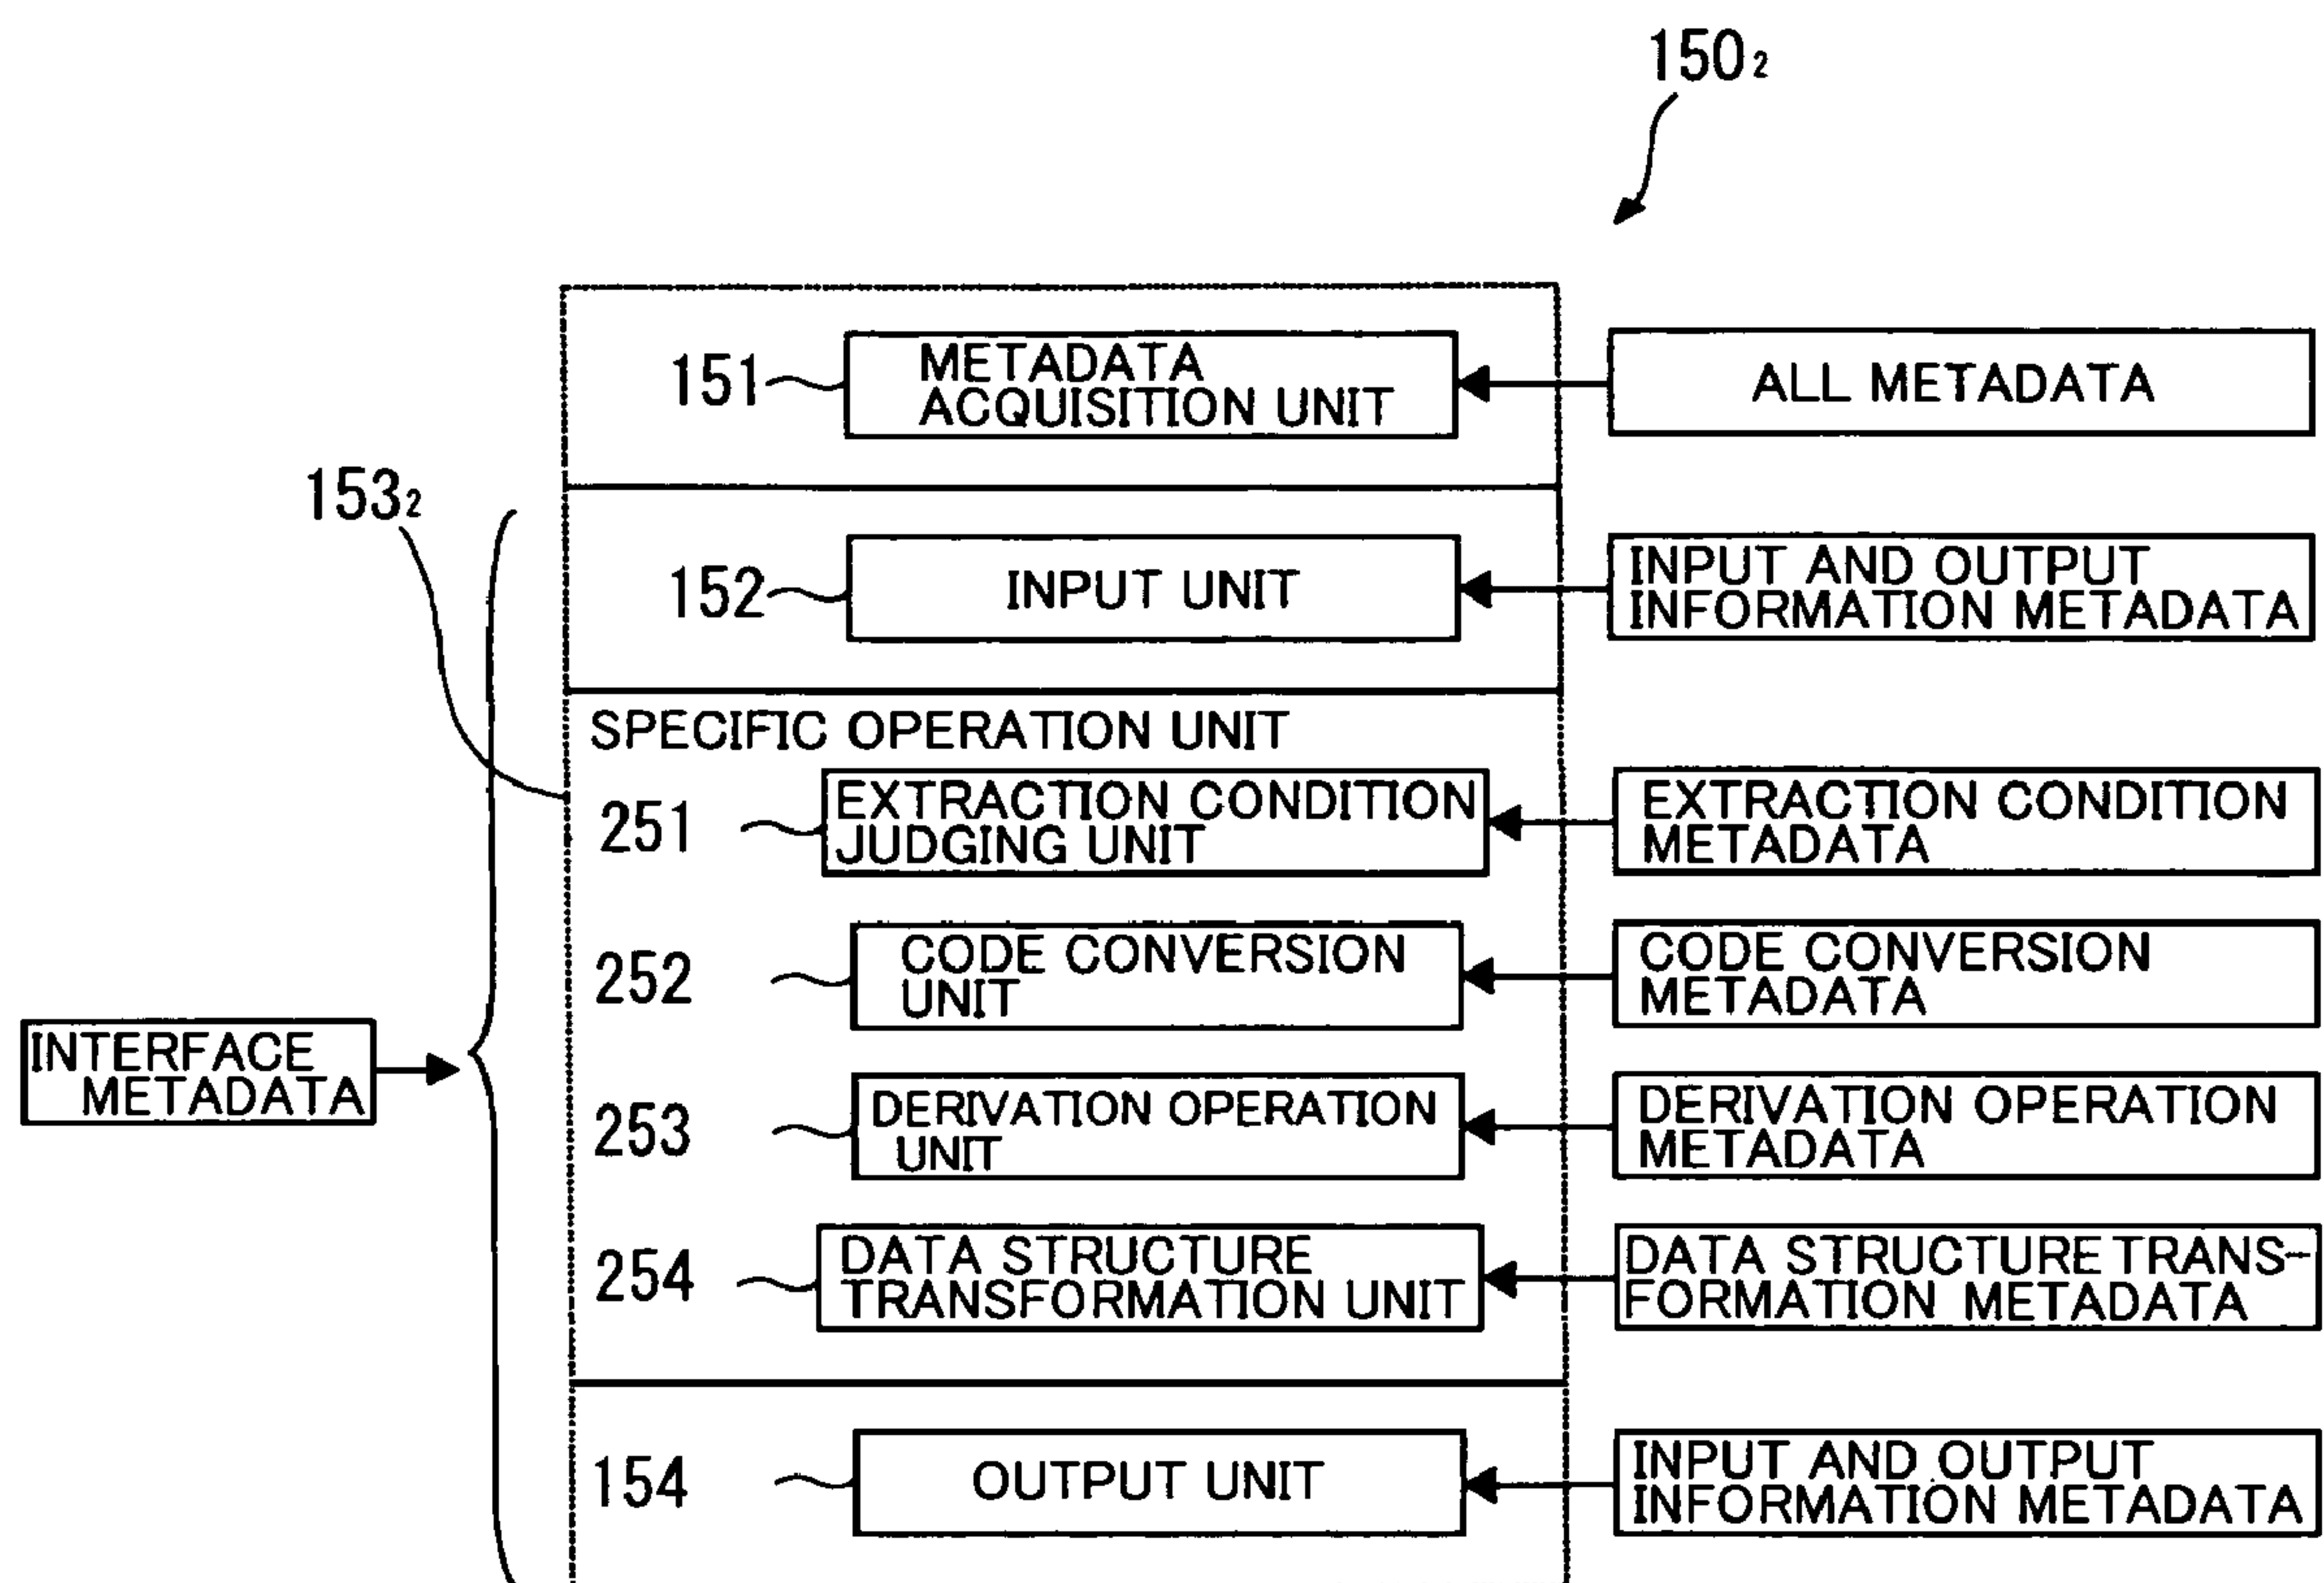 150₂
151
METADATA
ACQUISITION UNIT
ALL METADATA
153₂
152
INPUT UNIT
INPUT AND OUTPUT
INFORMATION METADATA
SPECIFIC OPERATION UNIT
251
EXTRACTION CONDITION
JUDGING UNIT
EXTRACTION CONDITION
METADATA
252
CODE CONVERSION
UNIT
CODE CONVERSION
METADATA
INTERFACE
METADATA
253
DERIVATION OPERATION
UNIT
DERIVATION OPERATION
METADATA
254
DATA STRUCTURE
TRANSFORMATION UNIT
DATA STRUCTURE TRANS-
FORMATION METADATA
154
OUTPUT UNIT
INPUT AND OUTPUT
INFORMATION METADATA